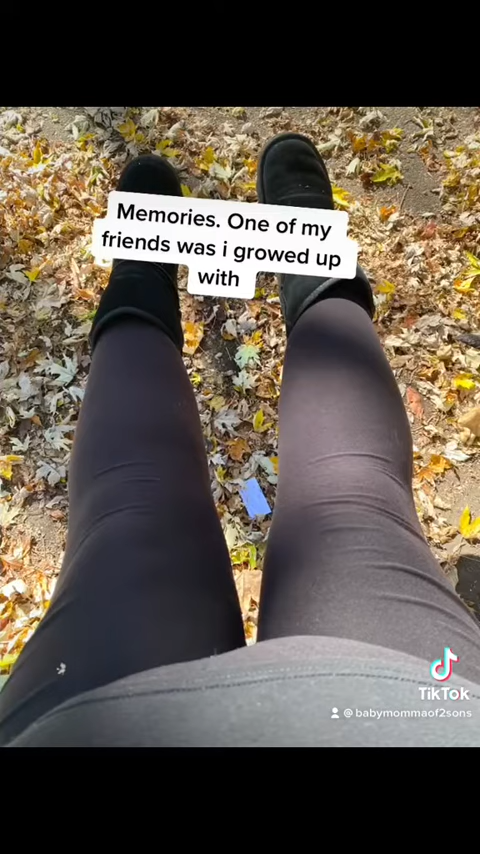 Memories. One of my
friends was i growed up
with
TikTok
@babymommaof2sons